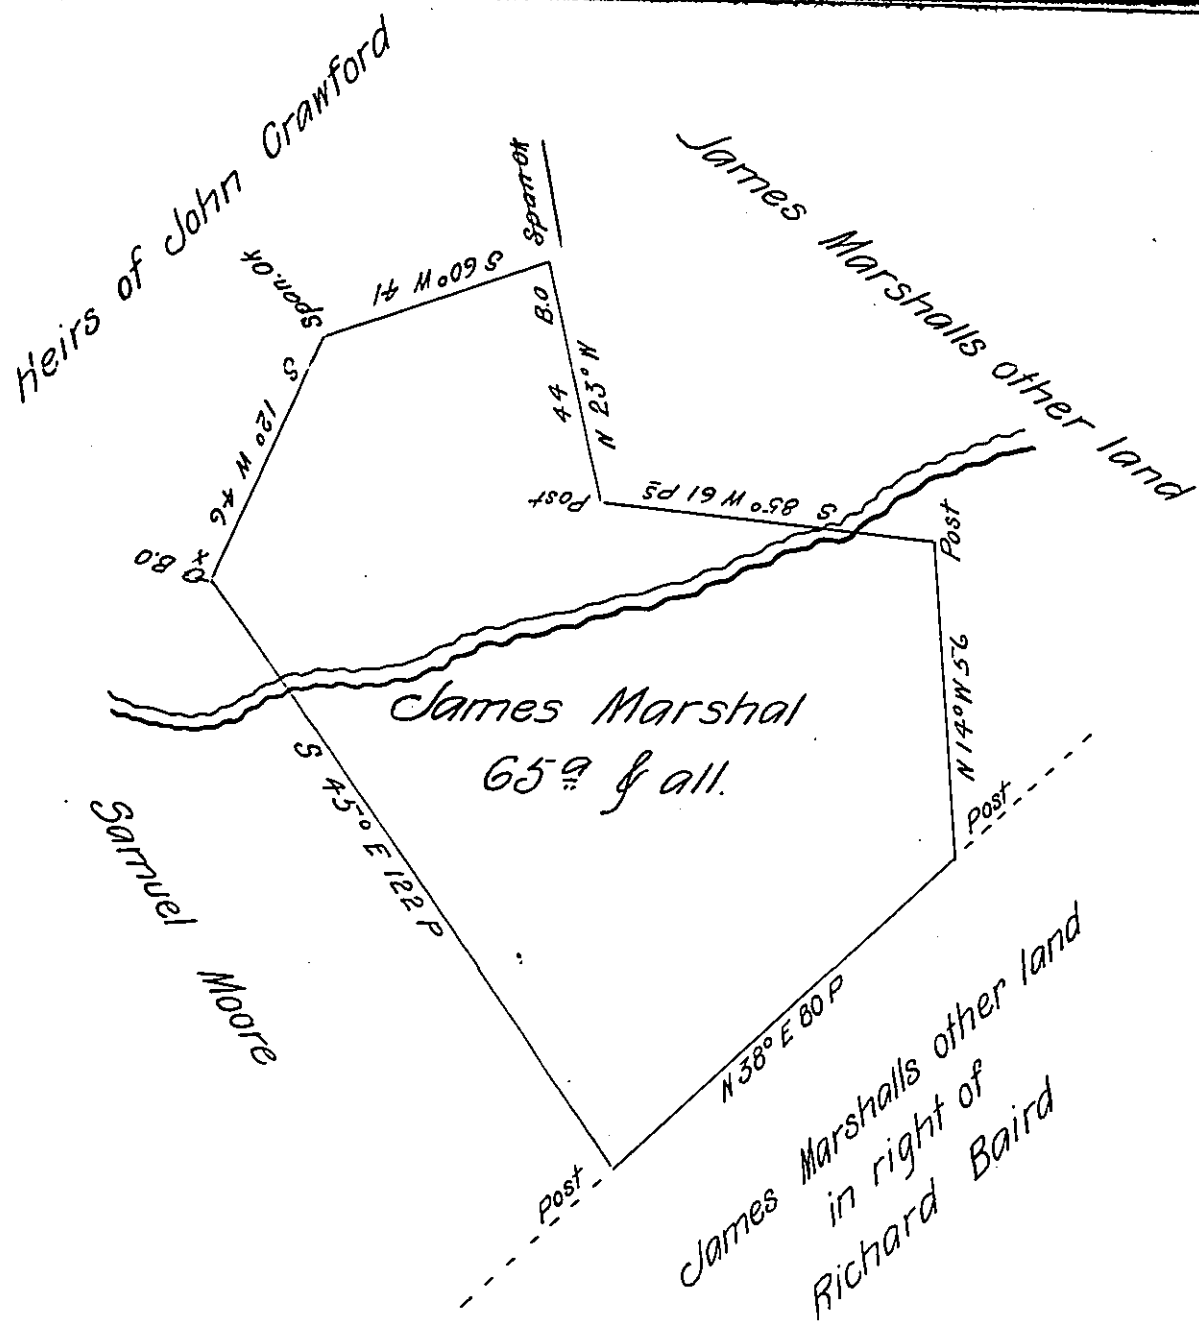 Heirs of John Crawford
James Marshalls other land
Span. Ok
S 60° W 41
Span Ok
B.O
44
N 23° W
Post
S 85° W 61 Ps
Post
N 14° W 56
Post
N 38° E 80 P
Post
S 45° E 122 P
B.O
S 12° W 46
James Marshal
65a & all.
Samuel Moore
James Marshalls other land
in right of
Richard Baird